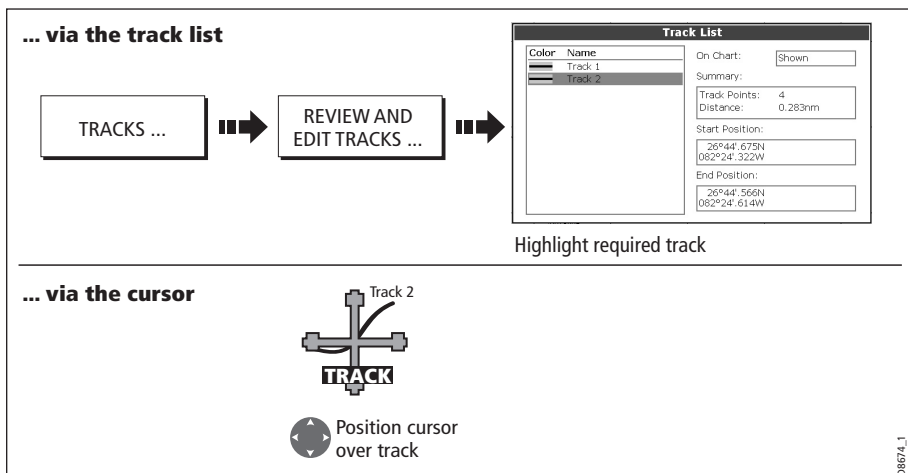 ... via the track list
TRACKS ...
REVIEW AND
EDIT TRACKS ...
Track List
Color Name
Track 1
Track 2
On Chart: Shown
Summary:
Track Points: 4
Distance: 0.283nm
Start Position:
26°44'.675N
082°24'.322W
End Position:
26°44'.566N
082°24'.614W
Highlight required track
... via the cursor
Track 2
TRACK
Position cursor
over track